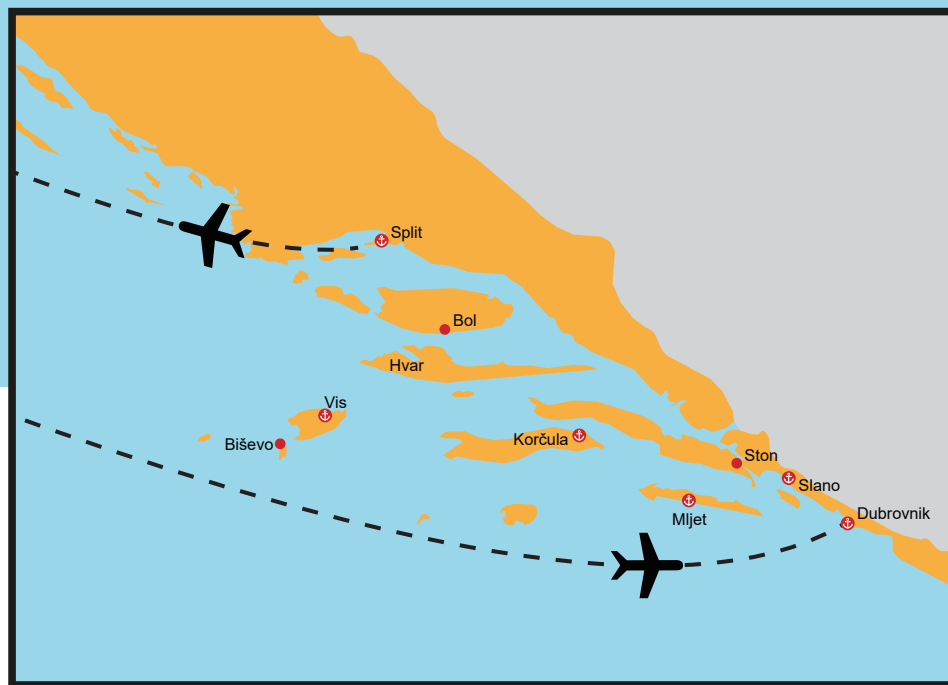 Split
Bol
Hvar
Vis
Biševo
Korčula
Ston
Slano
Mljet
Dubrovnik